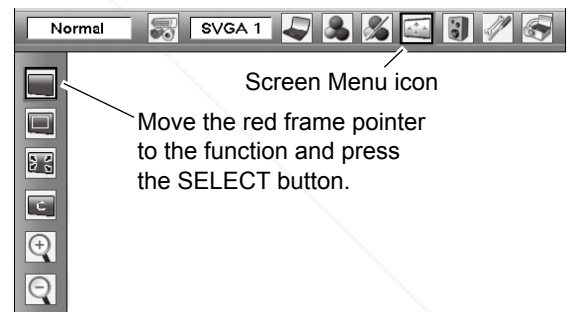 Normal SVGA 1
Screen Menu icon
Move the red frame pointer
to the function and press
the SELECT button.